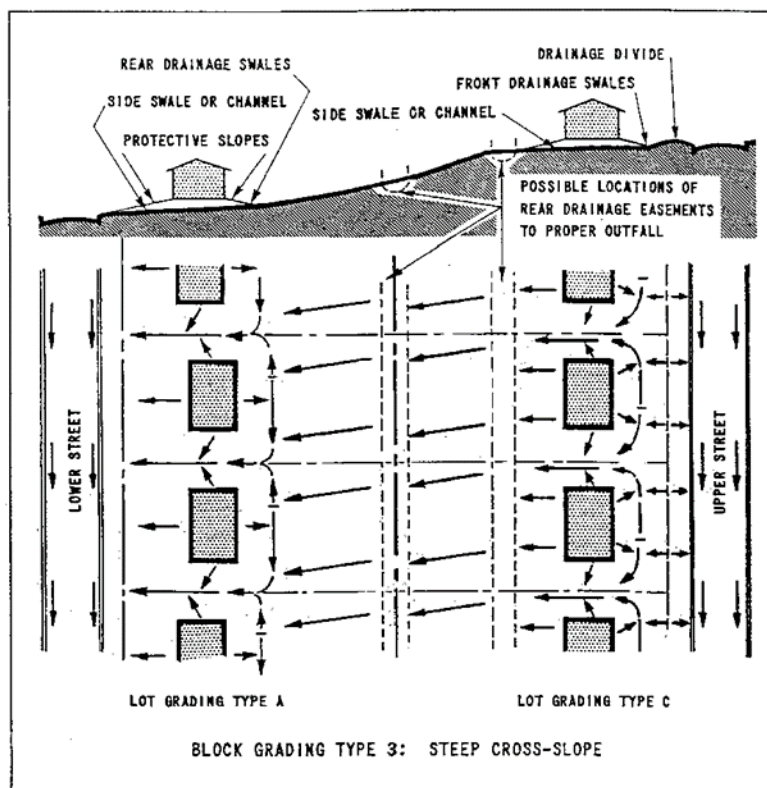 DRAINAGE DIVIDE
REAR DRAINAGE SWALES
FRONT DRAINAGE SWALES
SIDE SWALE OR CHANNEL
SIDE SWALE OR CHANNEL
PROTECTIVE SLOPES
POSSIBLE LOCATIONS OF
REAR DRAINAGE EASEMENTS
TO PROPER OUTFALL
LOWER STREET
UPPER STREET
LOT GRADING TYPE A
LOT GRADING TYPE C
BLOCK GRADING TYPE 3: STEEP CROSS-SLOPE